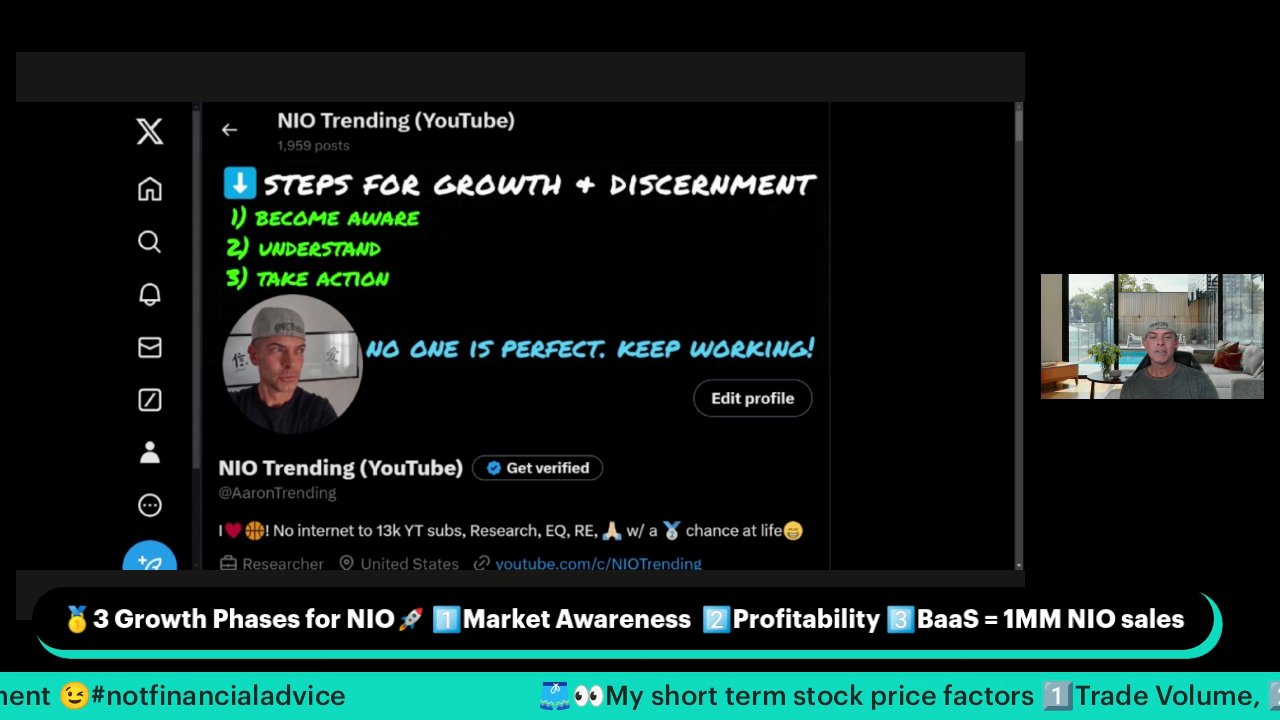 NIO Trending (YouTube)
1,959 posts
⬇️ STEPS FOR GROWTH & DISCERNMENT
1) BECOME AWARE
2) UNDERSTAND
3) TAKE ACTION
信 爱
NO ONE IS PERFECT. KEEP WORKING!
Edit profile
NIO Trending (YouTube) Get verified
@AaronTrending
I❤️🏀! No internet to 13k YT subs, Research, EQ, RE, 🙏🏻 w/ a 🥈 chance at life😁
Researcher United States youtube.com/c/NIOTrending
🥇3 Growth Phases for NIO🚀 1️⃣Market Awareness 2️⃣Profitability 3️⃣BaaS = 1MM NIO sales
ment 😉#notfinancialadvice 🩳👀My short term stock price factors 1️⃣Trade Volume,